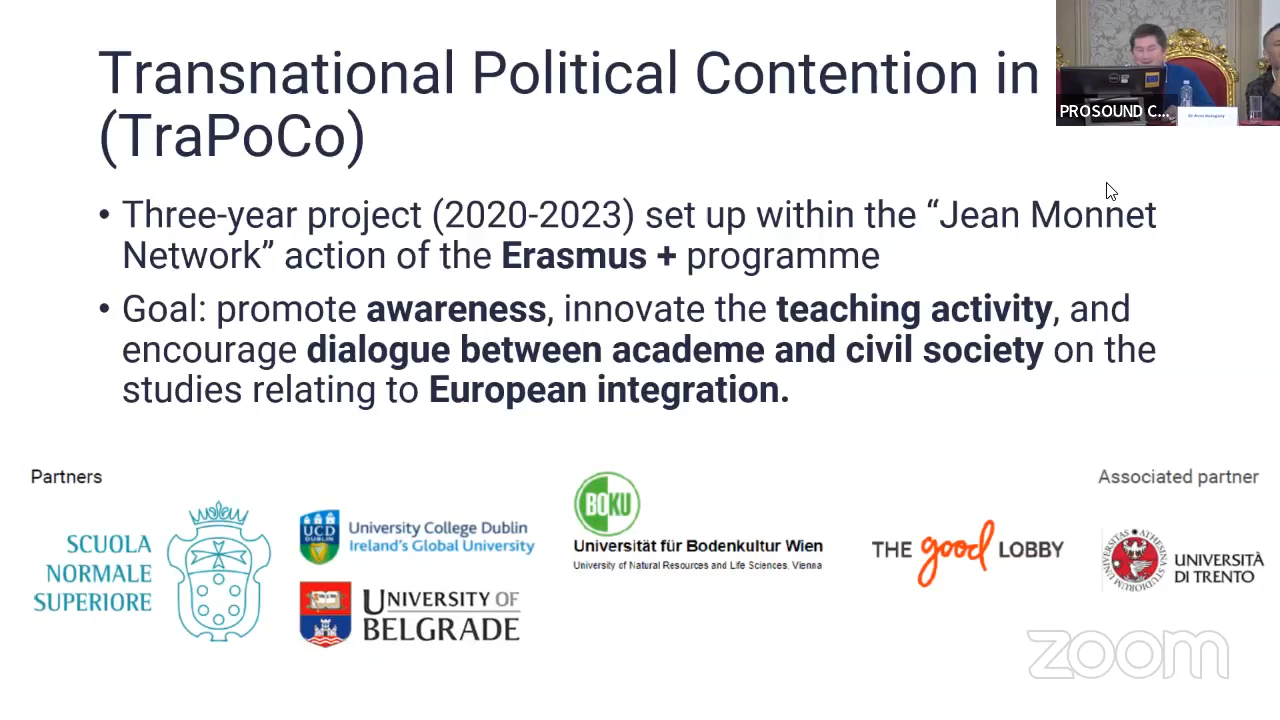 Transnational Political Contention in
(TraPoCo)
• Three-year project (2020-2023) set up within the “Jean Monnet
Network” action of the Erasmus + programme
• Goal: promote awareness, innovate the teaching activity, and
encourage dialogue between academe and civil society on the
studies relating to European integration.
PROSOUND C...
Partners
Associated partner
SCUOLA
NORMALE
SUPERIORE
UCD
DUBLIN
University College Dublin
Ireland's Global University
UNIVERSITY OF
BELGRADE
BOKU
Universität für Bodenkultur Wien
University of Natural Resources and Life Sciences, Vienna
THE good LOBBY
UNIVERSITÀ
DI TRENTO
zoom